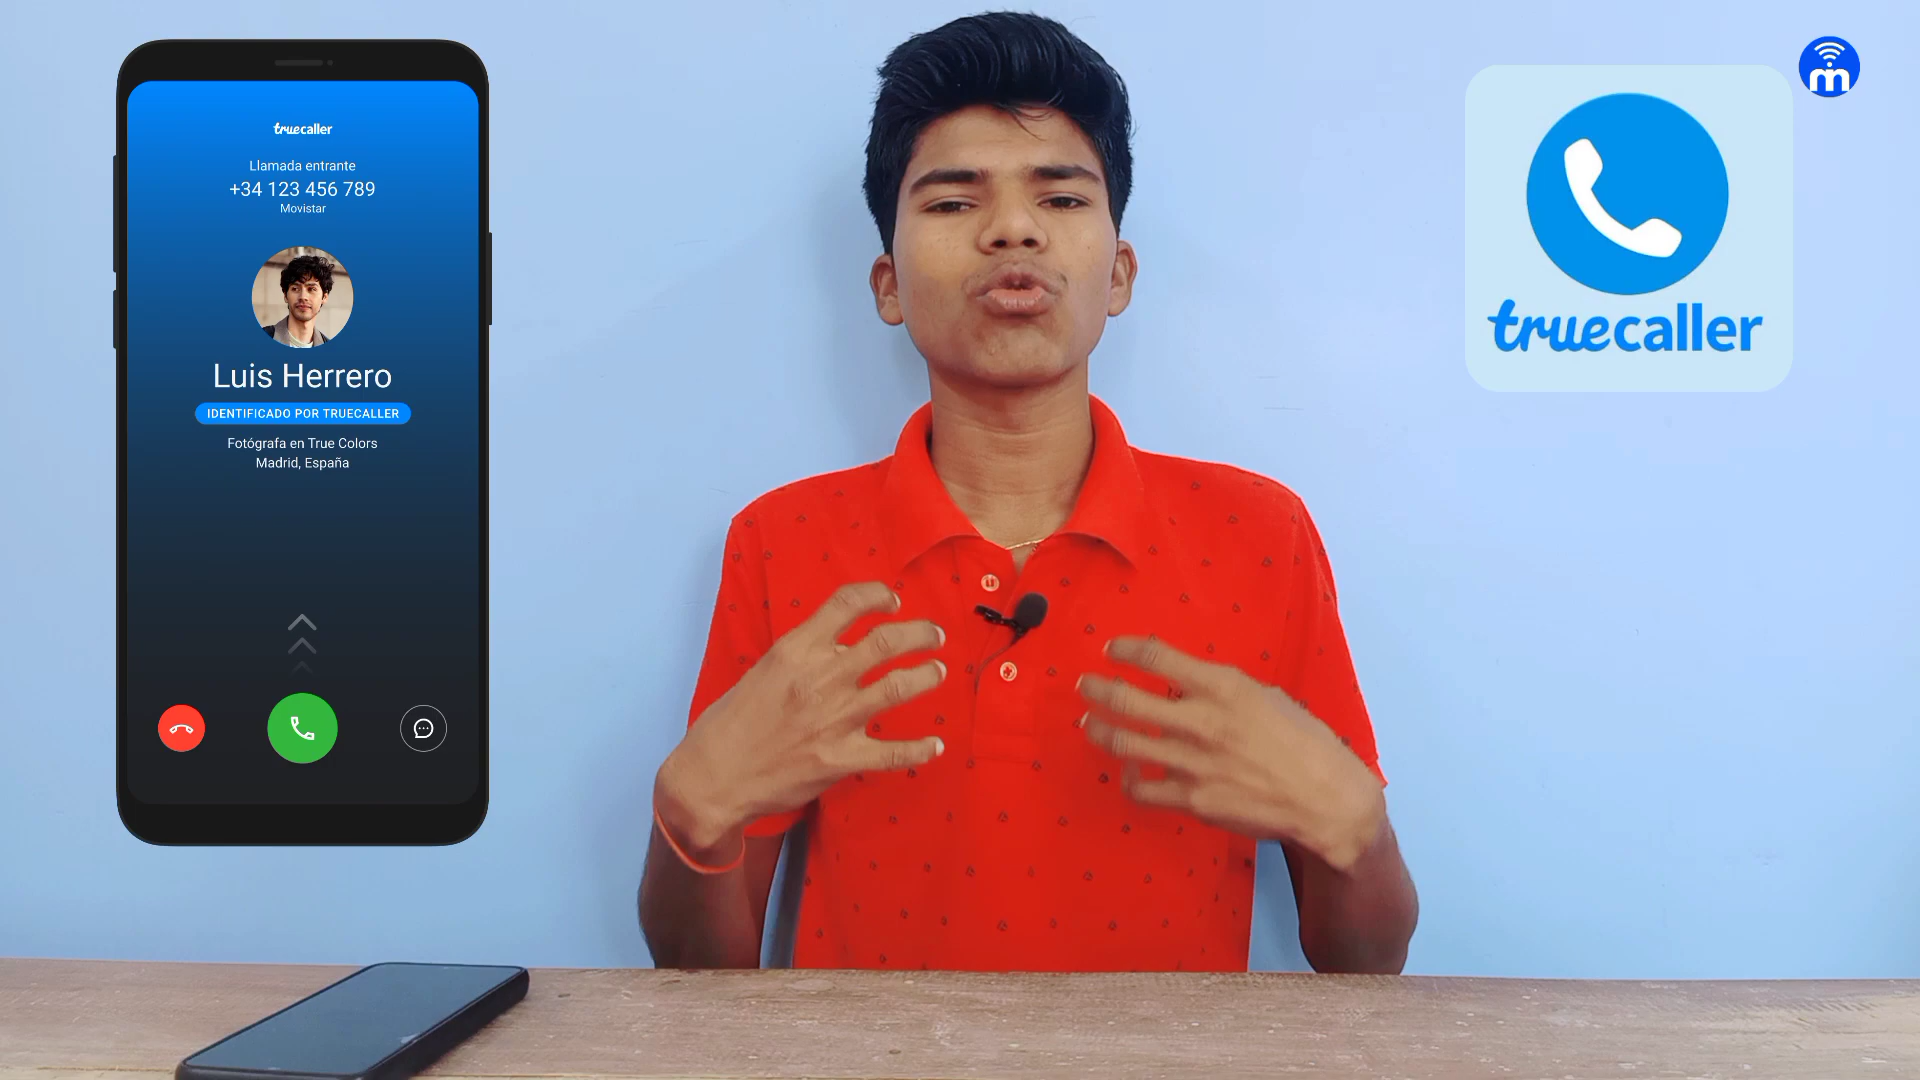 truecaller
Llamada entrante
+34 123 456 789
Movistar
Luis Herrero
IDENTIFICADO POR TRUECALLER
Fotógrafa en True Colors
Madrid, España
truecaller
m